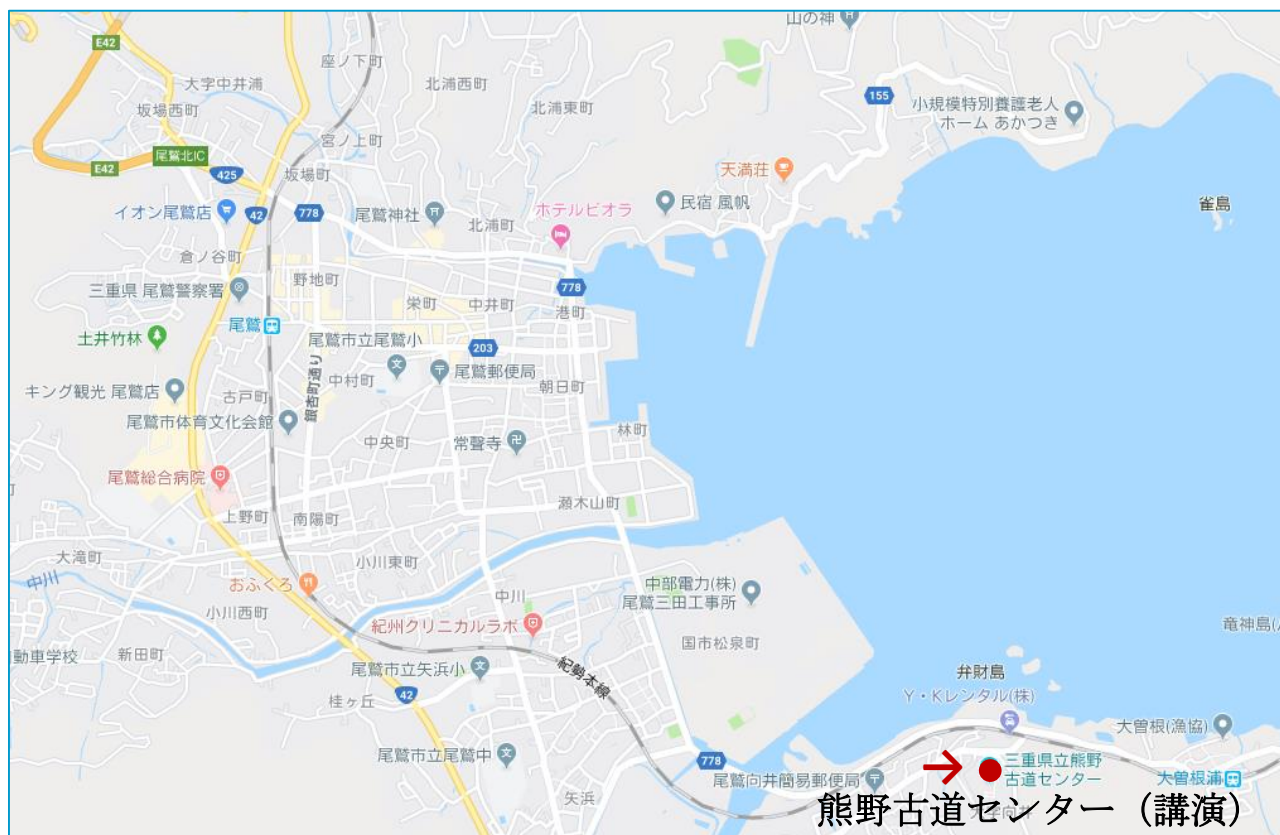 山の神
E42
座ノ下町
大字中井浦
北浦西町
坂場西町
北浦東町
155
小規模特別養護老人
ホーム あかつき
宮ノ上町
尾鷲北IC
E42
425
坂場町
天満荘
民宿 風帆
雀島
イオン尾鷲店
42
778
尾鷲神社
北浦町
ホテルビオラ
倉ノ谷町
野地町
778
三重県 尾鷲警察署
栄町
中井町
港町
尾鷲
土井竹林
尾鷲市立尾鷲小
203
中村町
尾鷲郵便局
朝日町
キング観光 尾鷲店
古戸町
尾鷲市体育文化会館
中央町
常聲寺
林町
尾鷲総合病院
瀬木山町
上野町
南陽町
大滝町
小川東町
中川
おふくろ
中川
中部電力(株)
尾鷲三田工事所
小川西町
紀州クリニカルラボ
国市松泉町
竜神島
動車学校
新田町
尾鷲市立矢浜小
紀勢本線
弁財島
Y・Kレンタル(株)
桂ヶ丘
42
大曽根(漁協)
尾鷲市立尾鷲中
778
三重県立熊野
古道センター
尾鷲向井簡易郵便局
大曽根浦
矢浜
熊野古道センター（講演）